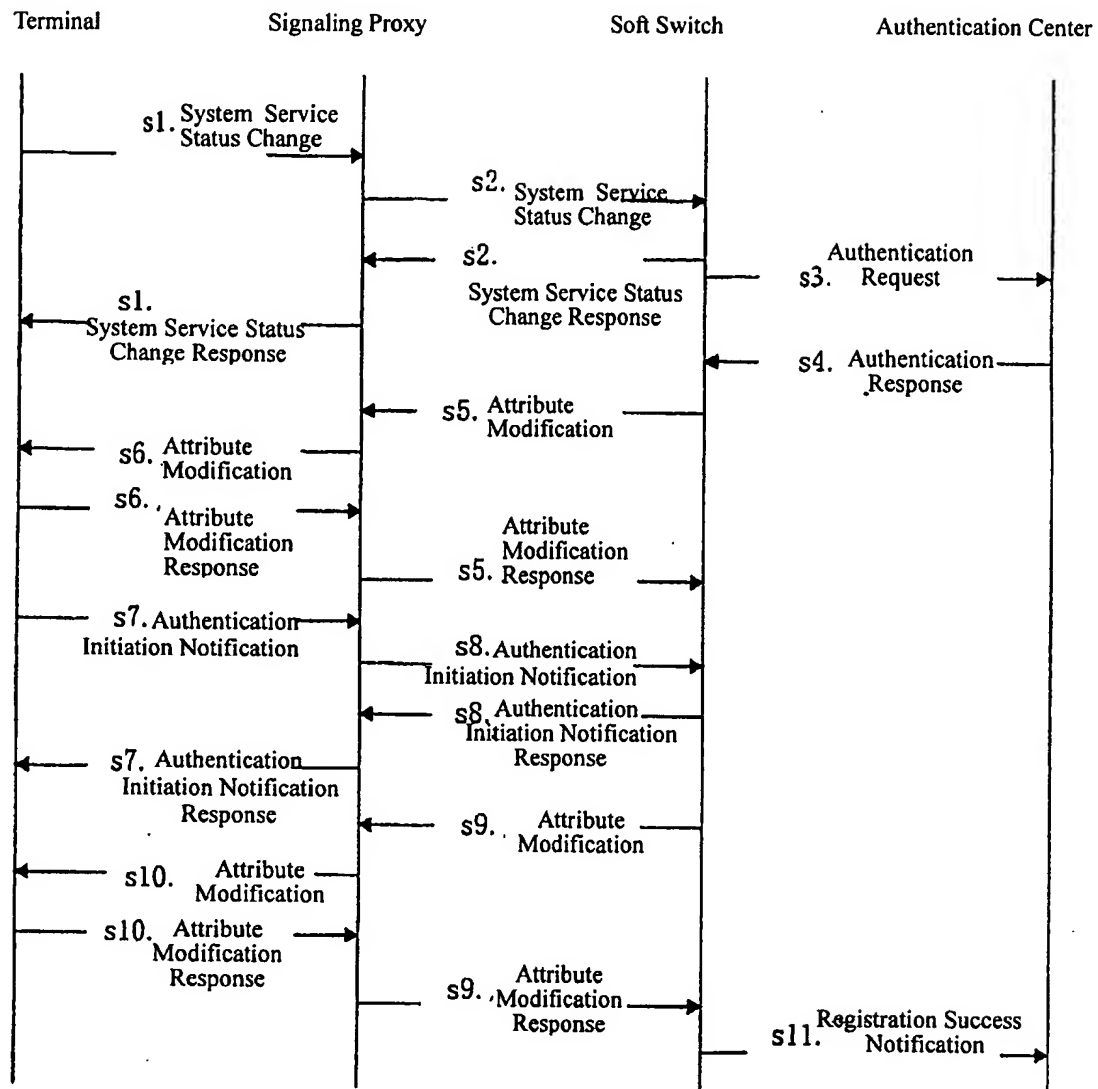 Terminal
Signaling Proxy
Soft Switch
Authentication Center
s1. System Service
Status Change
s2. System Service
Status Change
s2.
System Service Status
Change Response
s3. Authentication
Request
s1.
System Service Status
Change Response
s4. Authentication
Response
s5. Attribute
Modification
s6. Attribute
Modification
s6.
Attribute
Modification
Response
s5. Attribute
Modification
Response
s7. Authentication
Initiation Notification
s8. Authentication
Initiation Notification
s8. Authentication
Initiation Notification
Response
s7. Authentication
Initiation Notification
Response
s9. Attribute
Modification
s10. Attribute
Modification
s10. Attribute
Modification
Response
s9. Attribute
Modification
Response
s11. Registration Success
Notification